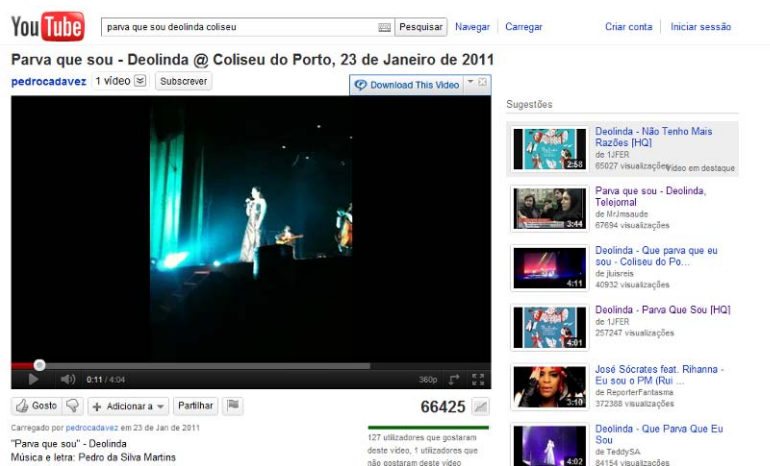 You Tube
parva que sou deolinda coliseu
Pesquisar
Navegar
Carregar
Criar conta
Iniciar sessão
Parva que sou - Deolinda @ Coliseu do Porto, 23 de Janeiro de 2011
pedrocadavez
1 vídeo
Subscrever
Download This Video
0:11 / 4:04
360p
Gosto
Adicionar a
Partilhar
66425
Carregado por pedrocadavez em 23 de Jan de 2011
"Parva que sou" - Deolinda
Música e letra: Pedro da Silva Martins
127 utilizadores que gostaram
deste vídeo, 1 utilizadores que
não gostaram deste vídeo
Sugestões
2:58
Deolinda - Não Tenho Mais
Razões [HQ]
de 1JFER
65027 visualizações
Vídeo em destaque
3:44
Parva que sou - Deolinda,
Telejornal
de MrJmsaude
67694 visualizações
4:11
Deolinda - Que parva que eu
sou - Coliseu do Po...
de jluisreis
40932 visualizações
4:01
Deolinda - Parva Que Sou [HQ]
de 1JFER
257247 visualizações
3:10
José Sócrates feat. Rihanna -
Eu sou o PM (Rui ...
de ReporterFantasma
372388 visualizações
4:02
Deolinda - Que Parva Que Eu
Sou
de TeddySA
84154 visualizações